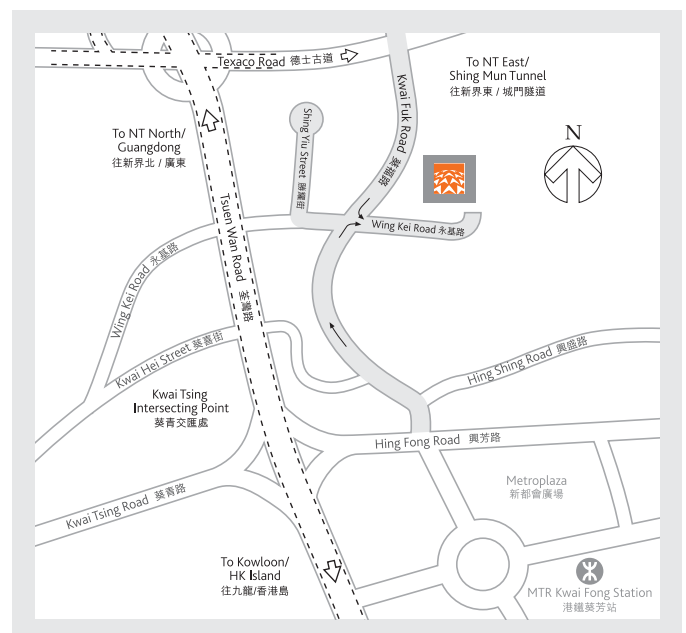 Texaco Road 德士古道
To NT East/
Shing Mun Tunnel
往新界東 / 城門隧道
Kwai Fuk Road 葵福路
Shing Yiu Street 勝耀街
To NT North/
Guangdong
往新界北 / 廣東
N
Tsuen Wan Road 荃灣路
Wing Kei Road 永基路
Wing Kei Road 永基路
Kwai Hei Street 葵喜街
Hing Shing Road 興盛路
Kwai Tsing
Intersecting Point
葵青交匯處
Hing Fong Road 興芳路
Metroplaza
新都會廣場
Kwai Tsing Road 葵青路
To Kowloon/
HK Island
往九龍/香港島
MTR Kwai Fong Station
港鐵葵芳站